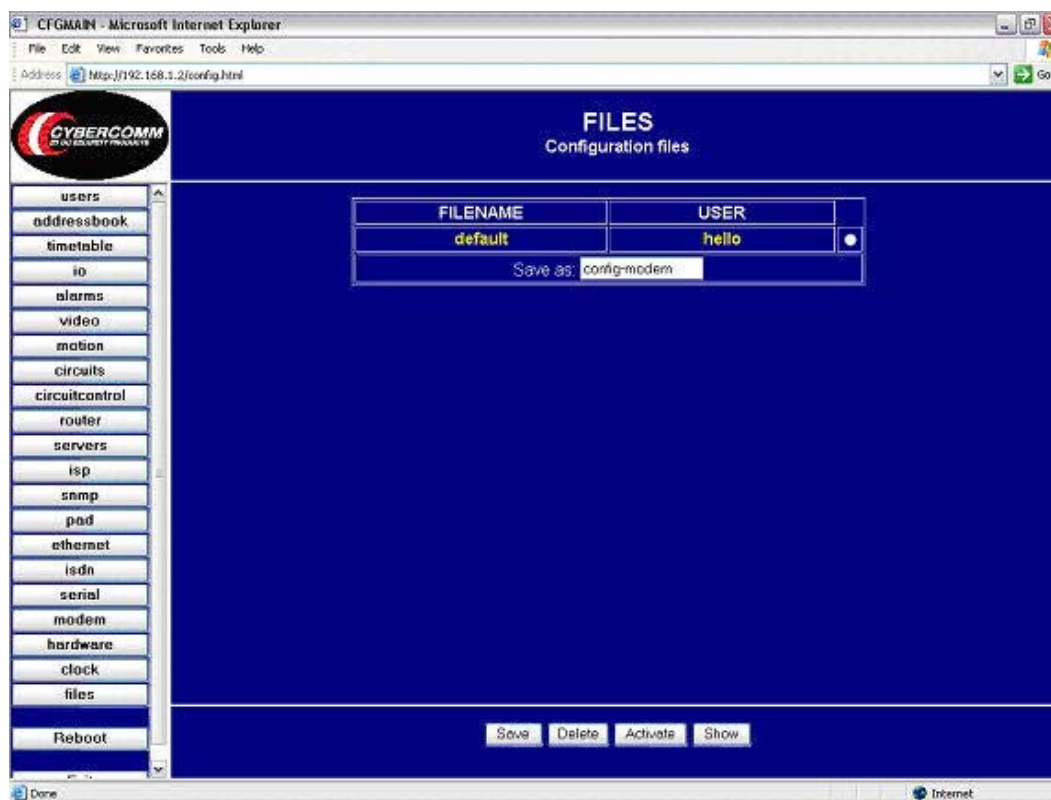 CFGMAIN - Microsoft Internet Explorer
File Edit View Favorites Tools Help
Address http://192.168.1.2/config.html Go
CYBERCOMM
FILES
Configuration files
users
addressbook
timetable
io
alarms
video
motion
circuits
circuitcontrol
router
servers
isp
snmp
pad
ethernet
isdn
serial
modem
hardware
clock
files
Reboot
FILENAME USER
default hello
Save as: config-modem
Save Delete Activate Show
Done Internet